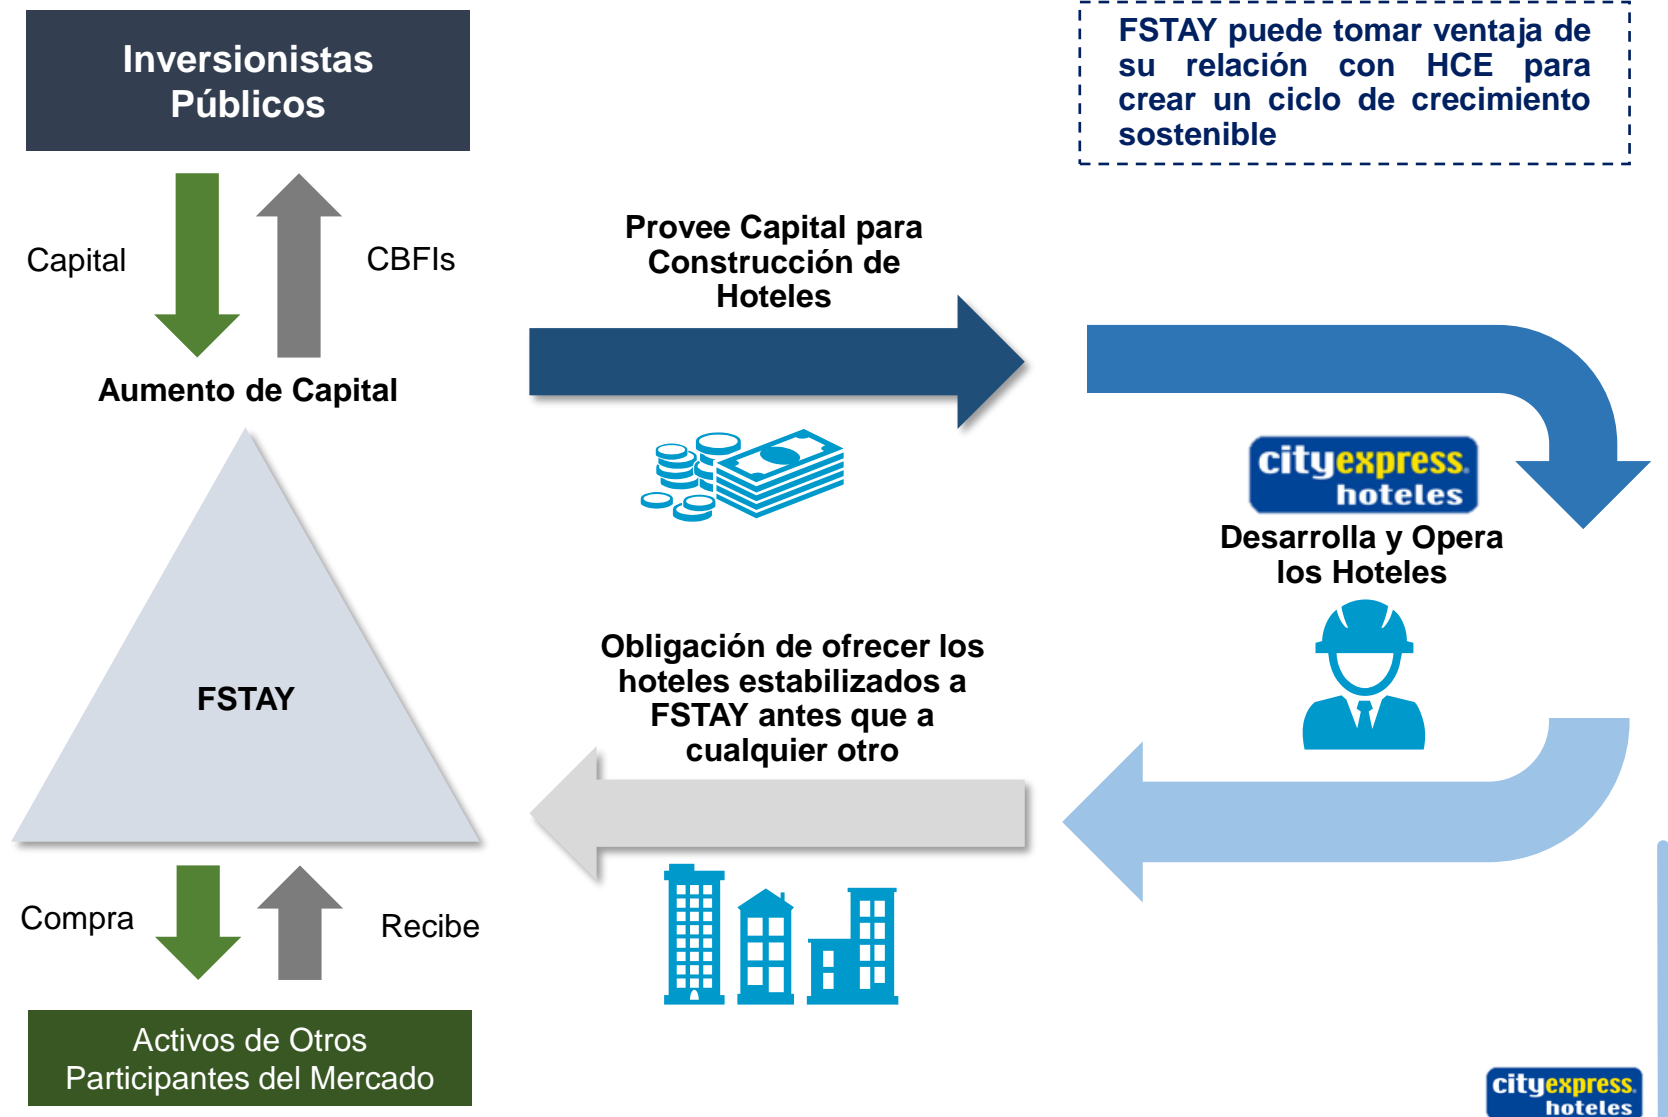 Inversionistas
Públicos
FSTAY puede tomar ventaja de
su relación con HCE para
crear un ciclo de crecimiento
sostenible
Capital
CBFIs
Aumento de Capital
Provee Capital para
Construcción de
Hoteles
cityexpress.
hoteles
Desarrolla y Opera
los Hoteles
FSTAY
Obligación de ofrecer los
hoteles estabilizados a
FSTAY antes que a
cualquier otro
Compra
Recibe
Activos de Otros
Participantes del Mercado
cityexpress.
hoteles